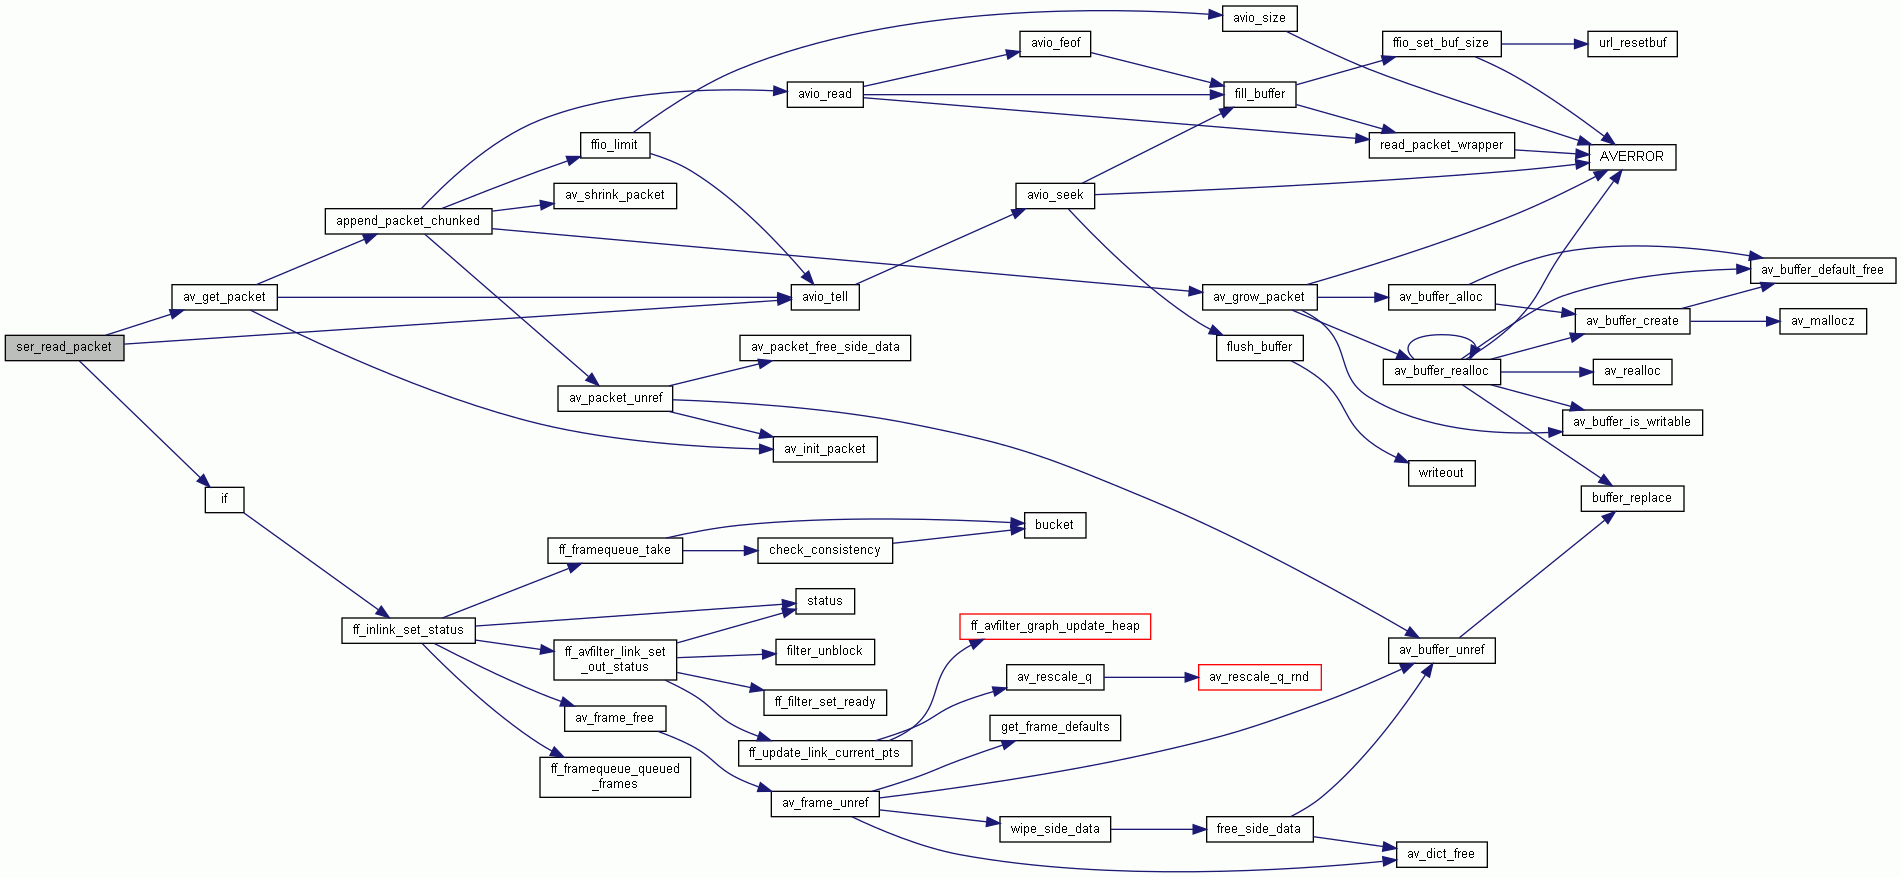 avio_size
avio_feof
ffio_set_buf_size
url_resetbuf
avio_read
fill_buffer
ffio_limit
read_packet_wrapper
AVERROR
av_shrink_packet
avio_seek
append_packet_chunked
av_buffer_default_free
av_get_packet
avio_tell
av_grow_packet
av_buffer_alloc
av_buffer_create
av_mallocz
ser_read_packet
av_packet_free_side_data
flush_buffer
av_buffer_realloc
av_realloc
av_packet_unref
av_buffer_is_writable
av_init_packet
writeout
if
buffer_replace
bucket
ff_framequeue_take
check_consistency
status
ff_inlink_set_status
ff_avfilter_graph_update_heap
ff_avfilter_link_set
_out_status
filter_unblock
av_buffer_unref
av_rescale_q
av_rescale_q_rnd
ff_filter_set_ready
av_frame_free
get_frame_defaults
ff_update_link_current_pts
ff_framequeue_queued
_frames
av_frame_unref
wipe_side_data
free_side_data
av_dict_free